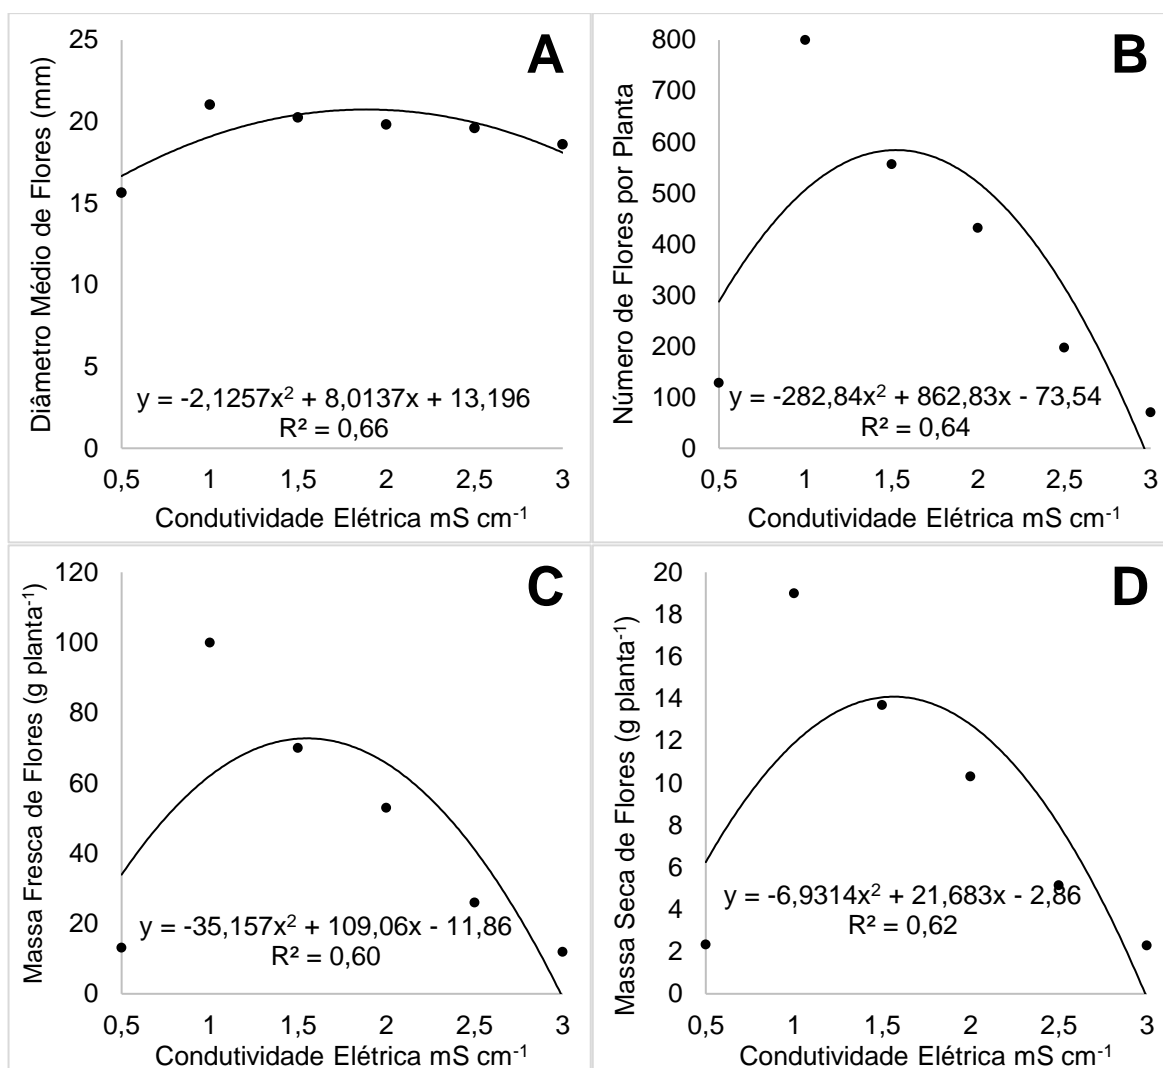 A
Diâmetro Médio de Flores (mm)
25
20
15
10
5
0
y = -2,1257x² + 8,0137x + 13,196
R² = 0,66
0,5 1 1,5 2 2,5 3
Condutividade Elétrica mS cm⁻¹
B
Número de Flores por Planta
800
700
600
500
400
300
200
100
0
y = -282,84x² + 862,83x - 73,54
R² = 0,64
0,5 1 1,5 2 2,5 3
Condutividade Elétrica mS cm⁻¹
C
Massa Fresca de Flores (g planta⁻¹)
120
100
80
60
40
20
0
y = -35,157x² + 109,06x - 11,86
R² = 0,60
0,5 1 1,5 2 2,5 3
Condutividade Elétrica mS cm⁻¹
D
Massa Seca de Flores (g planta⁻¹)
20
18
16
14
12
10
8
6
4
2
0
y = -6,9314x² + 21,683x - 2,86
R² = 0,62
0,5 1 1,5 2 2,5 3
Condutividade Elétrica mS cm⁻¹